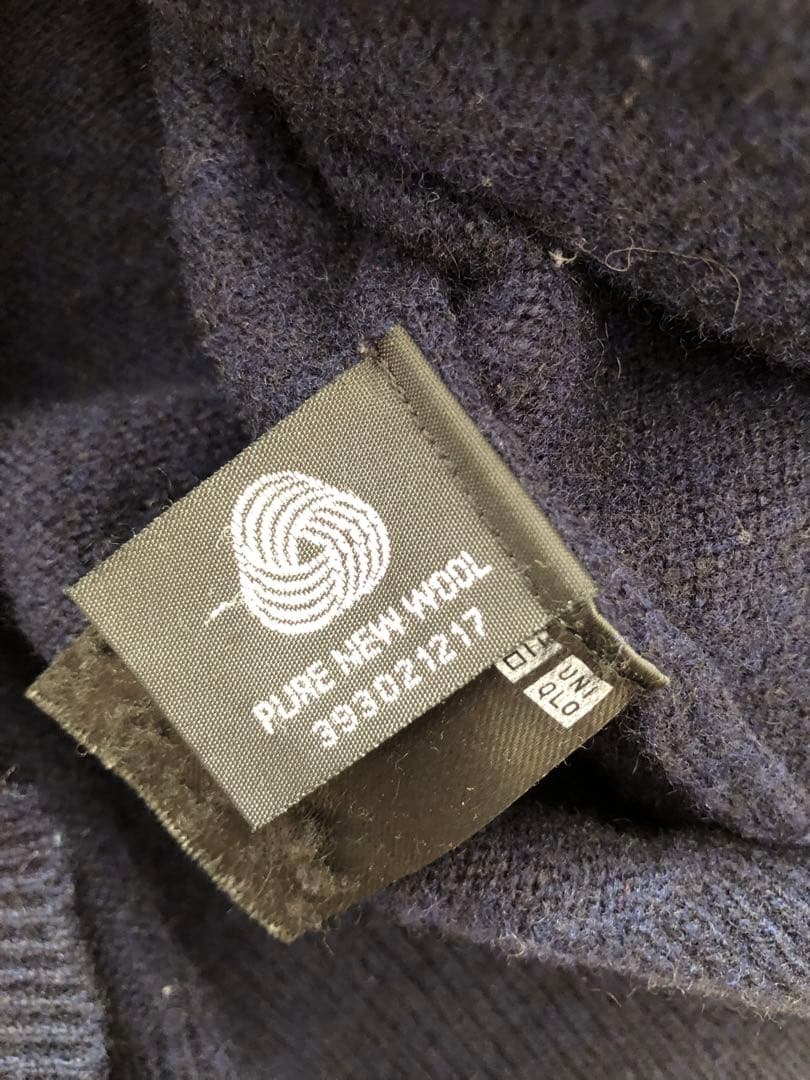 PURE NEW WOOL
393021217
UNI
QLO